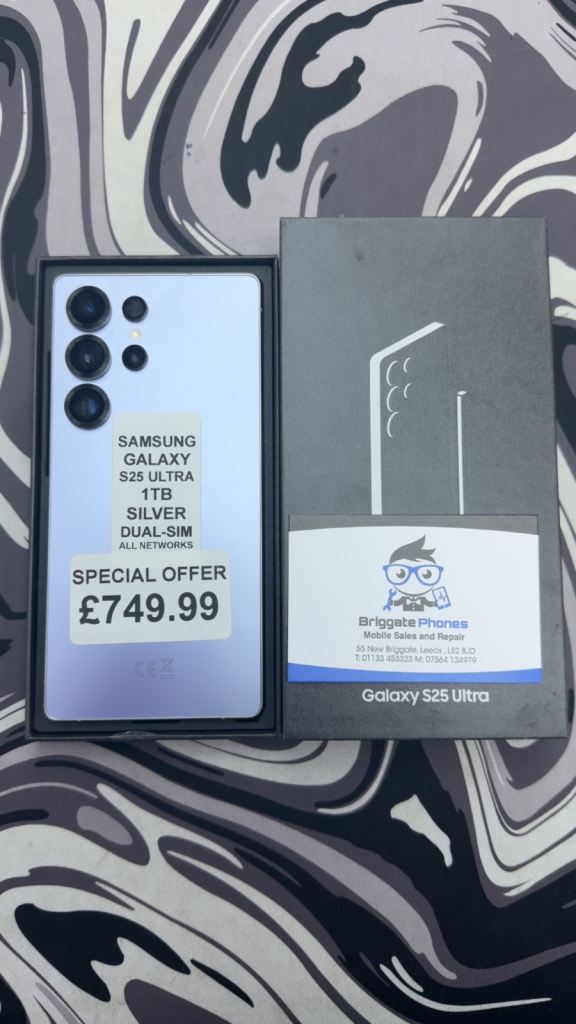 SAMSUNG
GALAXY
S25 ULTRA
1TB
SILVER
DUAL-SIM
ALL NETWORKS
SPECIAL OFFER
£749.99
CE
Briggate Phones
Mobile Sales and Repair
55 New Briggate, Leeds , LS2 8JD
T: 01133 453323 M: 07564 134979
Galaxy S25 Ultra